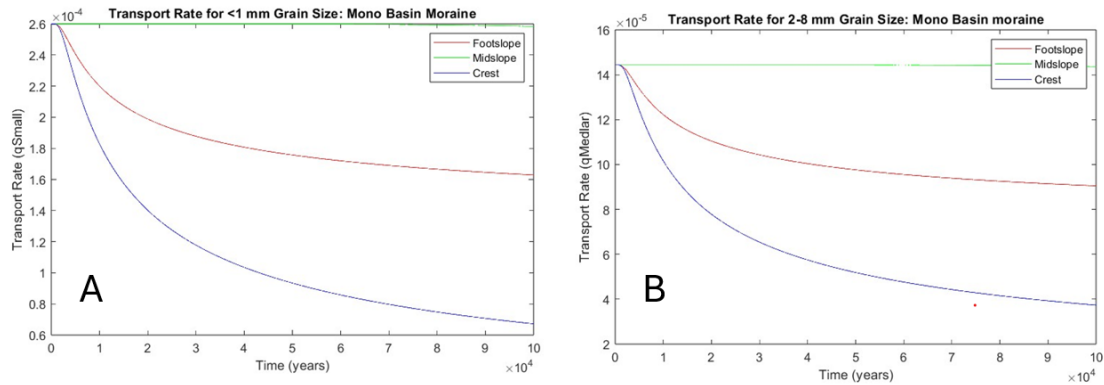 Transport Rate for <1 mm Grain Size: Mono Basin Moraine
×10⁻⁴
2.6
2.4
2.2
2
1.8
1.6
1.4
1.2
1
0.8
0.6
Transport Rate (qSmall)
Footslope
Midslope
Crest
A
0 1 2 3 4 5 6 7 8 9 10
Time (years)
×10⁴
Transport Rate for 2-8 mm Grain Size: Mono Basin moraine
×10⁻⁵
16
14
12
10
8
6
4
2
Transport Rate (qMedlar)
Footslope
Midslope
Crest
B
0 1 2 3 4 5 6 7 8 9 10
Time (years)
×10⁴